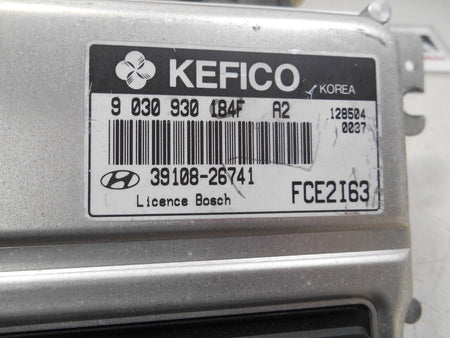 KEFICO KOREA
9 030 930 184F A2 128504
0037
39108-26741
Licence Bosch FCE2I63